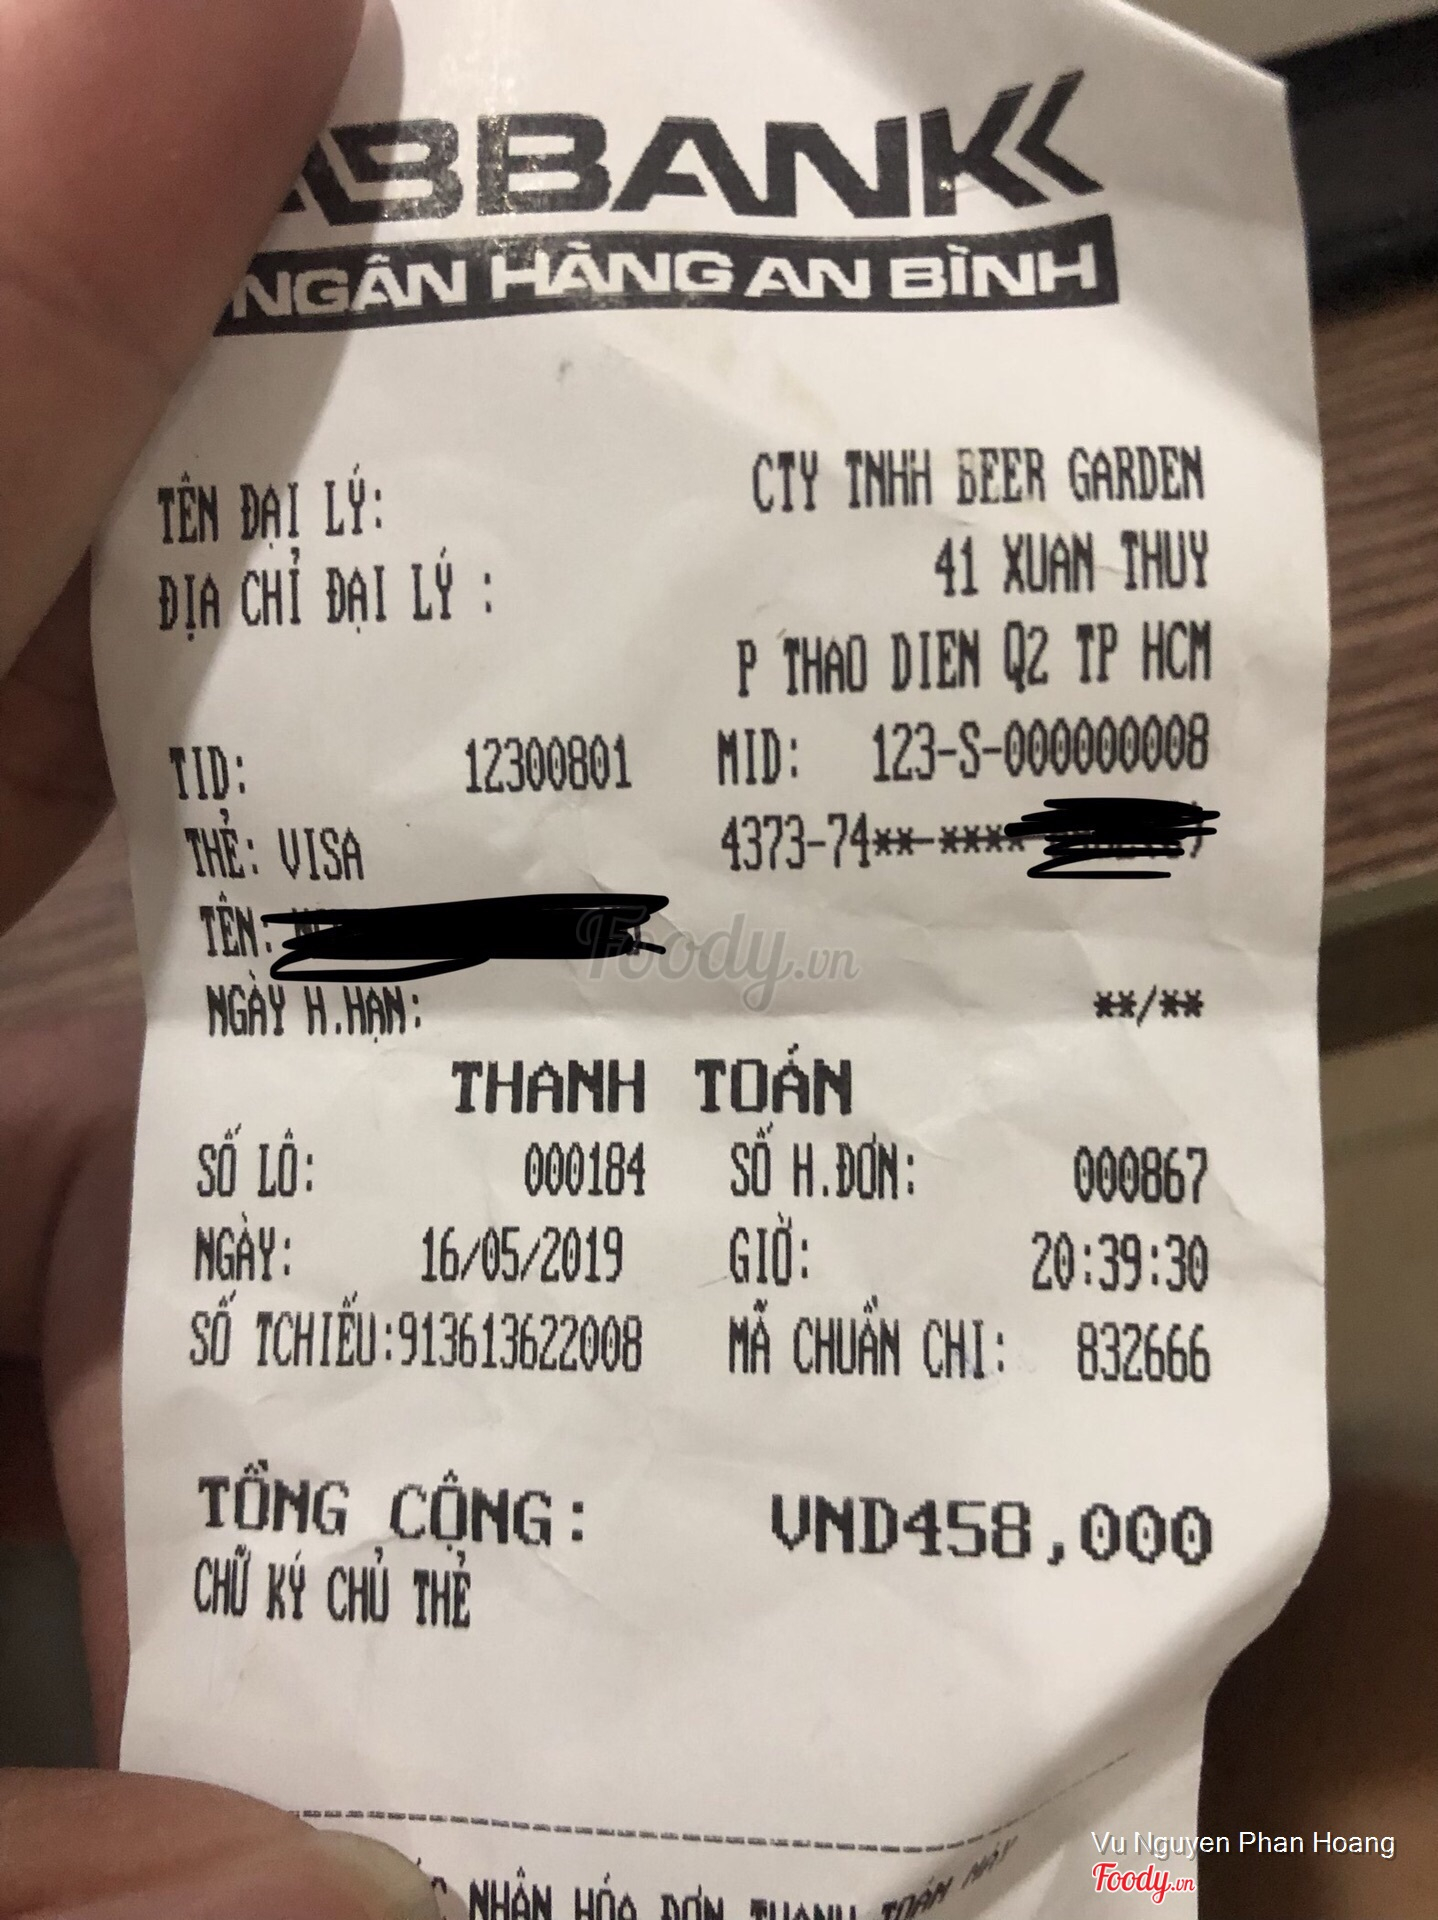 ABBANK
NGÂN HÀNG AN BÌNH
TÊN ĐẠI LÝ: CTY TNHH BEER GARDEN
ĐỊA CHỈ ĐẠI LÝ : 41 XUAN THUY
P THAO DIEN Q2 TP HCM
TID: 12300801 MID: 123-S-000000008
THẺ: VISA 4373-74**-****
TÊN:
NGÀY H.HẠN: **/**
THANH TOÁN
SỐ LÔ: 000184 SỐ H.ĐƠN: 000867
NGÀY: 16/05/2019 GIỜ: 20:39:30
SỐ TCHIẾU:913613622008 MÃ CHUẨN CHI: 832666
TỔNG CỘNG: VND458,000
CHỮ KÝ CHỦ THẺ
NHẬN HÓA ĐƠN THANH TOÁN MÁY
Foody.vn
Vu Nguyen Phan Hoang
Foody.vn